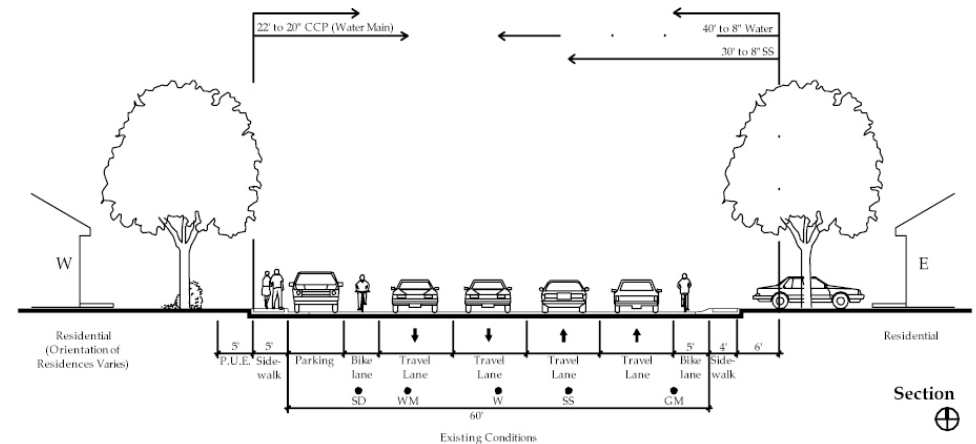 22' to 20" CCP (Water Main)
40' to 8" Water
30' to 8" SS
W
E
Residential
(Orientation of
Residences Varies)
Residential
5'
5'
5'
4'
6'
P.U.E.
Side-
walk
Parking
Bike
lane
Travel
Lane
Travel
Lane
Travel
Lane
Travel
Lane
Bike
lane
Side-
walk
SD
WM
W
SS
GM
60'
Section
Existing Conditions